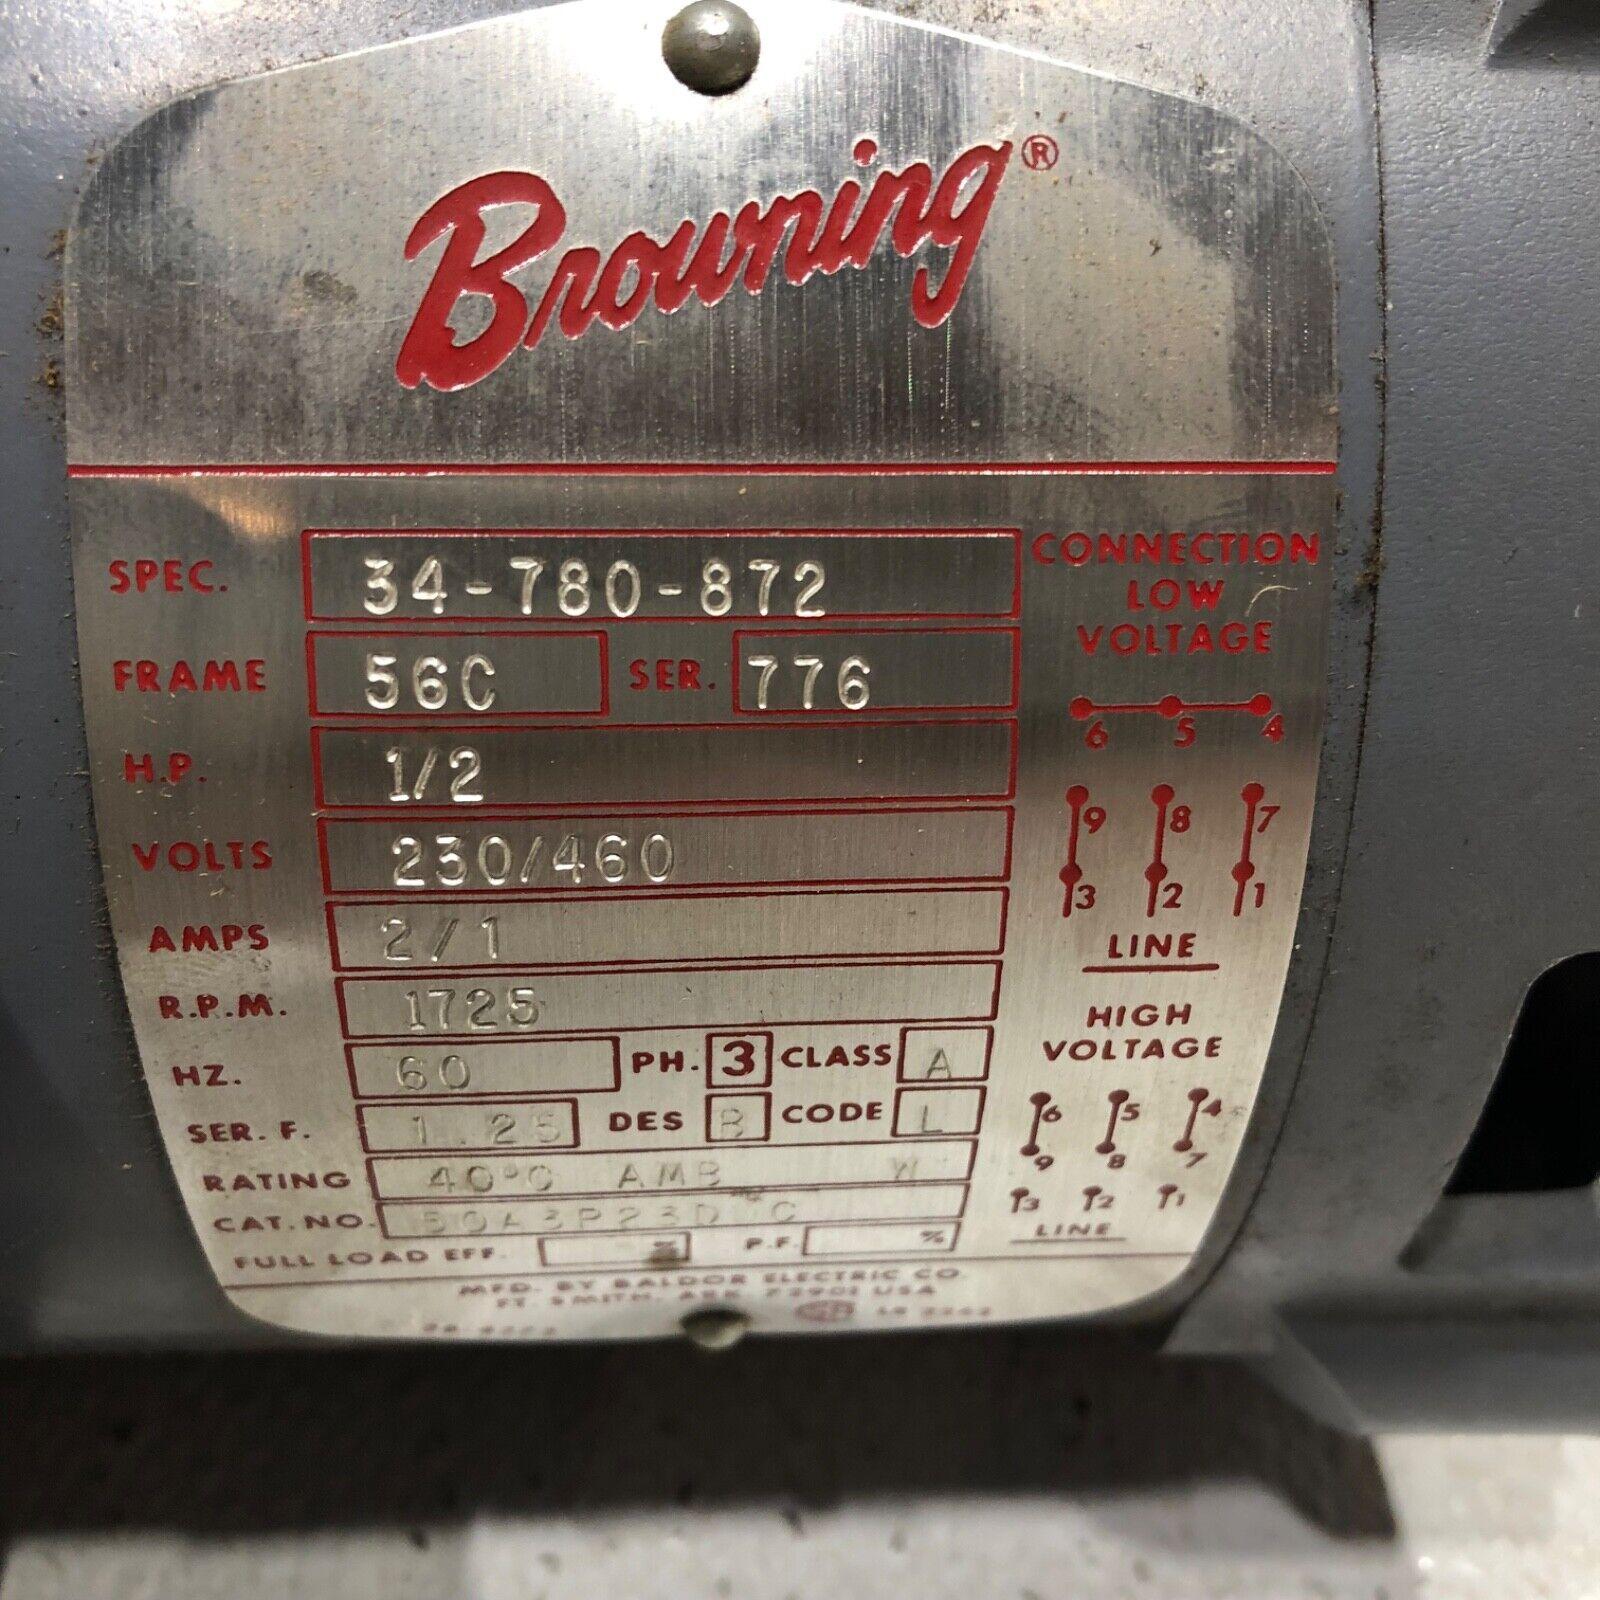 Browning®
SPEC. 34-780-872
FRAME 56C SER. 776
H.P. 1/2
VOLTS 230/460
AMPS 2/1
R.P.M. 1725
HZ. 60 PH. 3 CLASS A
SER. F. 1.25 DES B CODE L
RATING 40°C AMB
CAT. NO. 50A3P23D C
FULL LOAD EFF. % P.F. %
MFD. BY BALDOR ELECTRIC CO.
FT. SMITH, ARK. 72901 USA
CONNECTION
LOW
VOLTAGE
6 5 4
9 8 7
3 2 1
LINE
HIGH
VOLTAGE
6 5 4
9 8 7
3 2 1
LINE